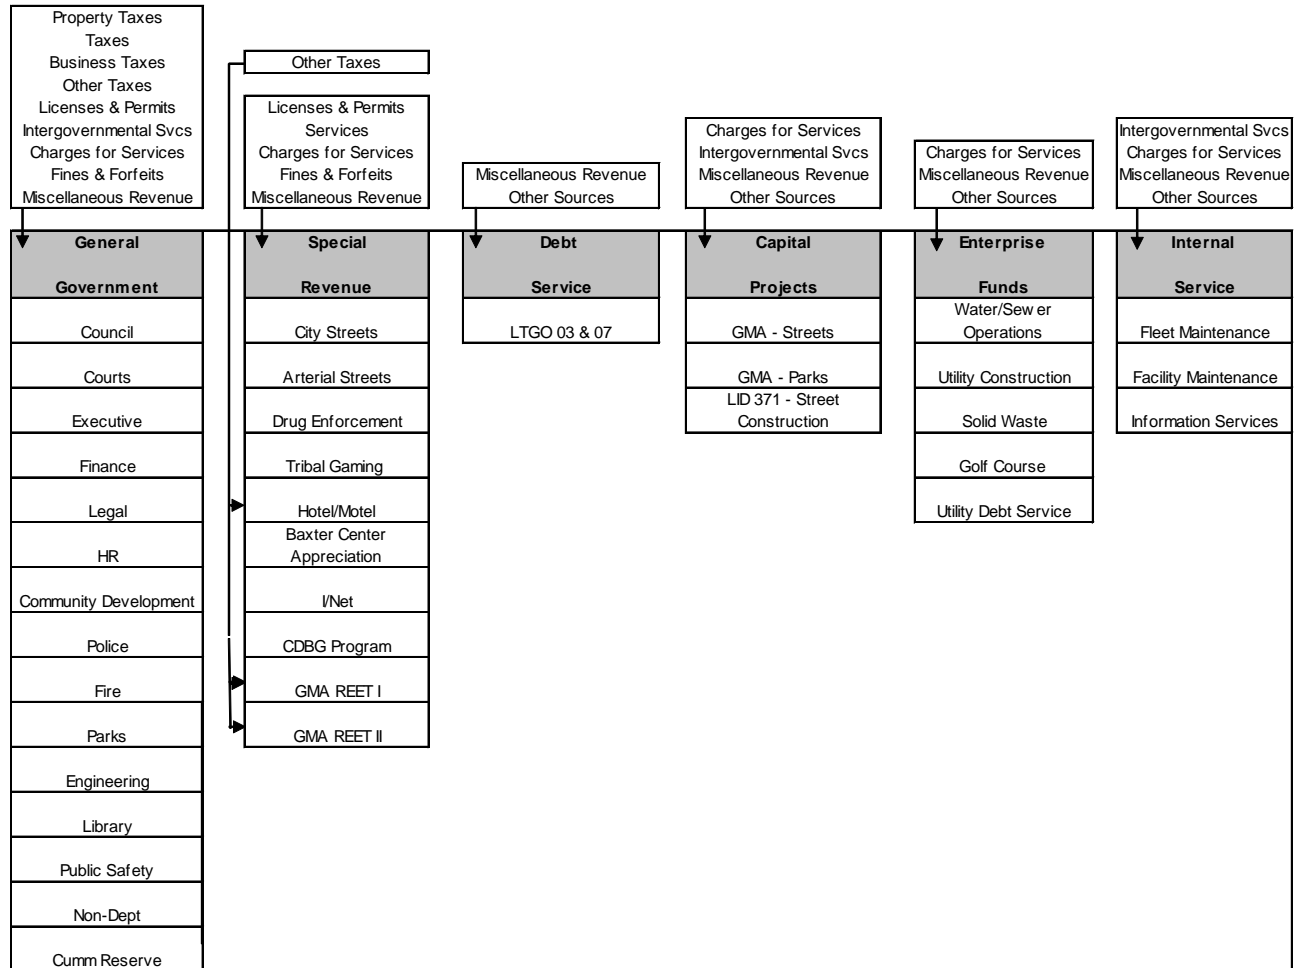 Property Taxes
Taxes
Business Taxes
Other Taxes
Licenses & Permits
Intergovernmental Svcs
Charges for Services
Fines & Forfeits
Miscellaneous Revenue
Other Taxes
Licenses & Permits
Services
Charges for Services
Fines & Forfeits
Miscellaneous Revenue
Miscellaneous Revenue
Other Sources
Charges for Services
Intergovernmental Svcs
Miscellaneous Revenue
Other Sources
Charges for Services
Miscellaneous Revenue
Other Sources
Intergovernmental Svcs
Charges for Services
Miscellaneous Revenue
Other Sources
General
Government
Council
Courts
Executive
Finance
Legal
HR
Community Development
Police
Fire
Parks
Engineering
Library
Public Safety
Non-Dept
Cumm Reserve
Special
Revenue
City Streets
Arterial Streets
Drug Enforcement
Tribal Gaming
Hotel/Motel
Baxter Center
Appreciation
I/Net
CDBG Program
GMA REET I
GMA REET II
Debt
Service
LTGO 03 & 07
Capital
Projects
GMA - Streets
GMA - Parks
LID 371 - Street
Construction
Enterprise
Funds
Water/Sewer
Operations
Utility Construction
Solid Waste
Golf Course
Utility Debt Service
Internal
Service
Fleet Maintenance
Facility Maintenance
Information Services